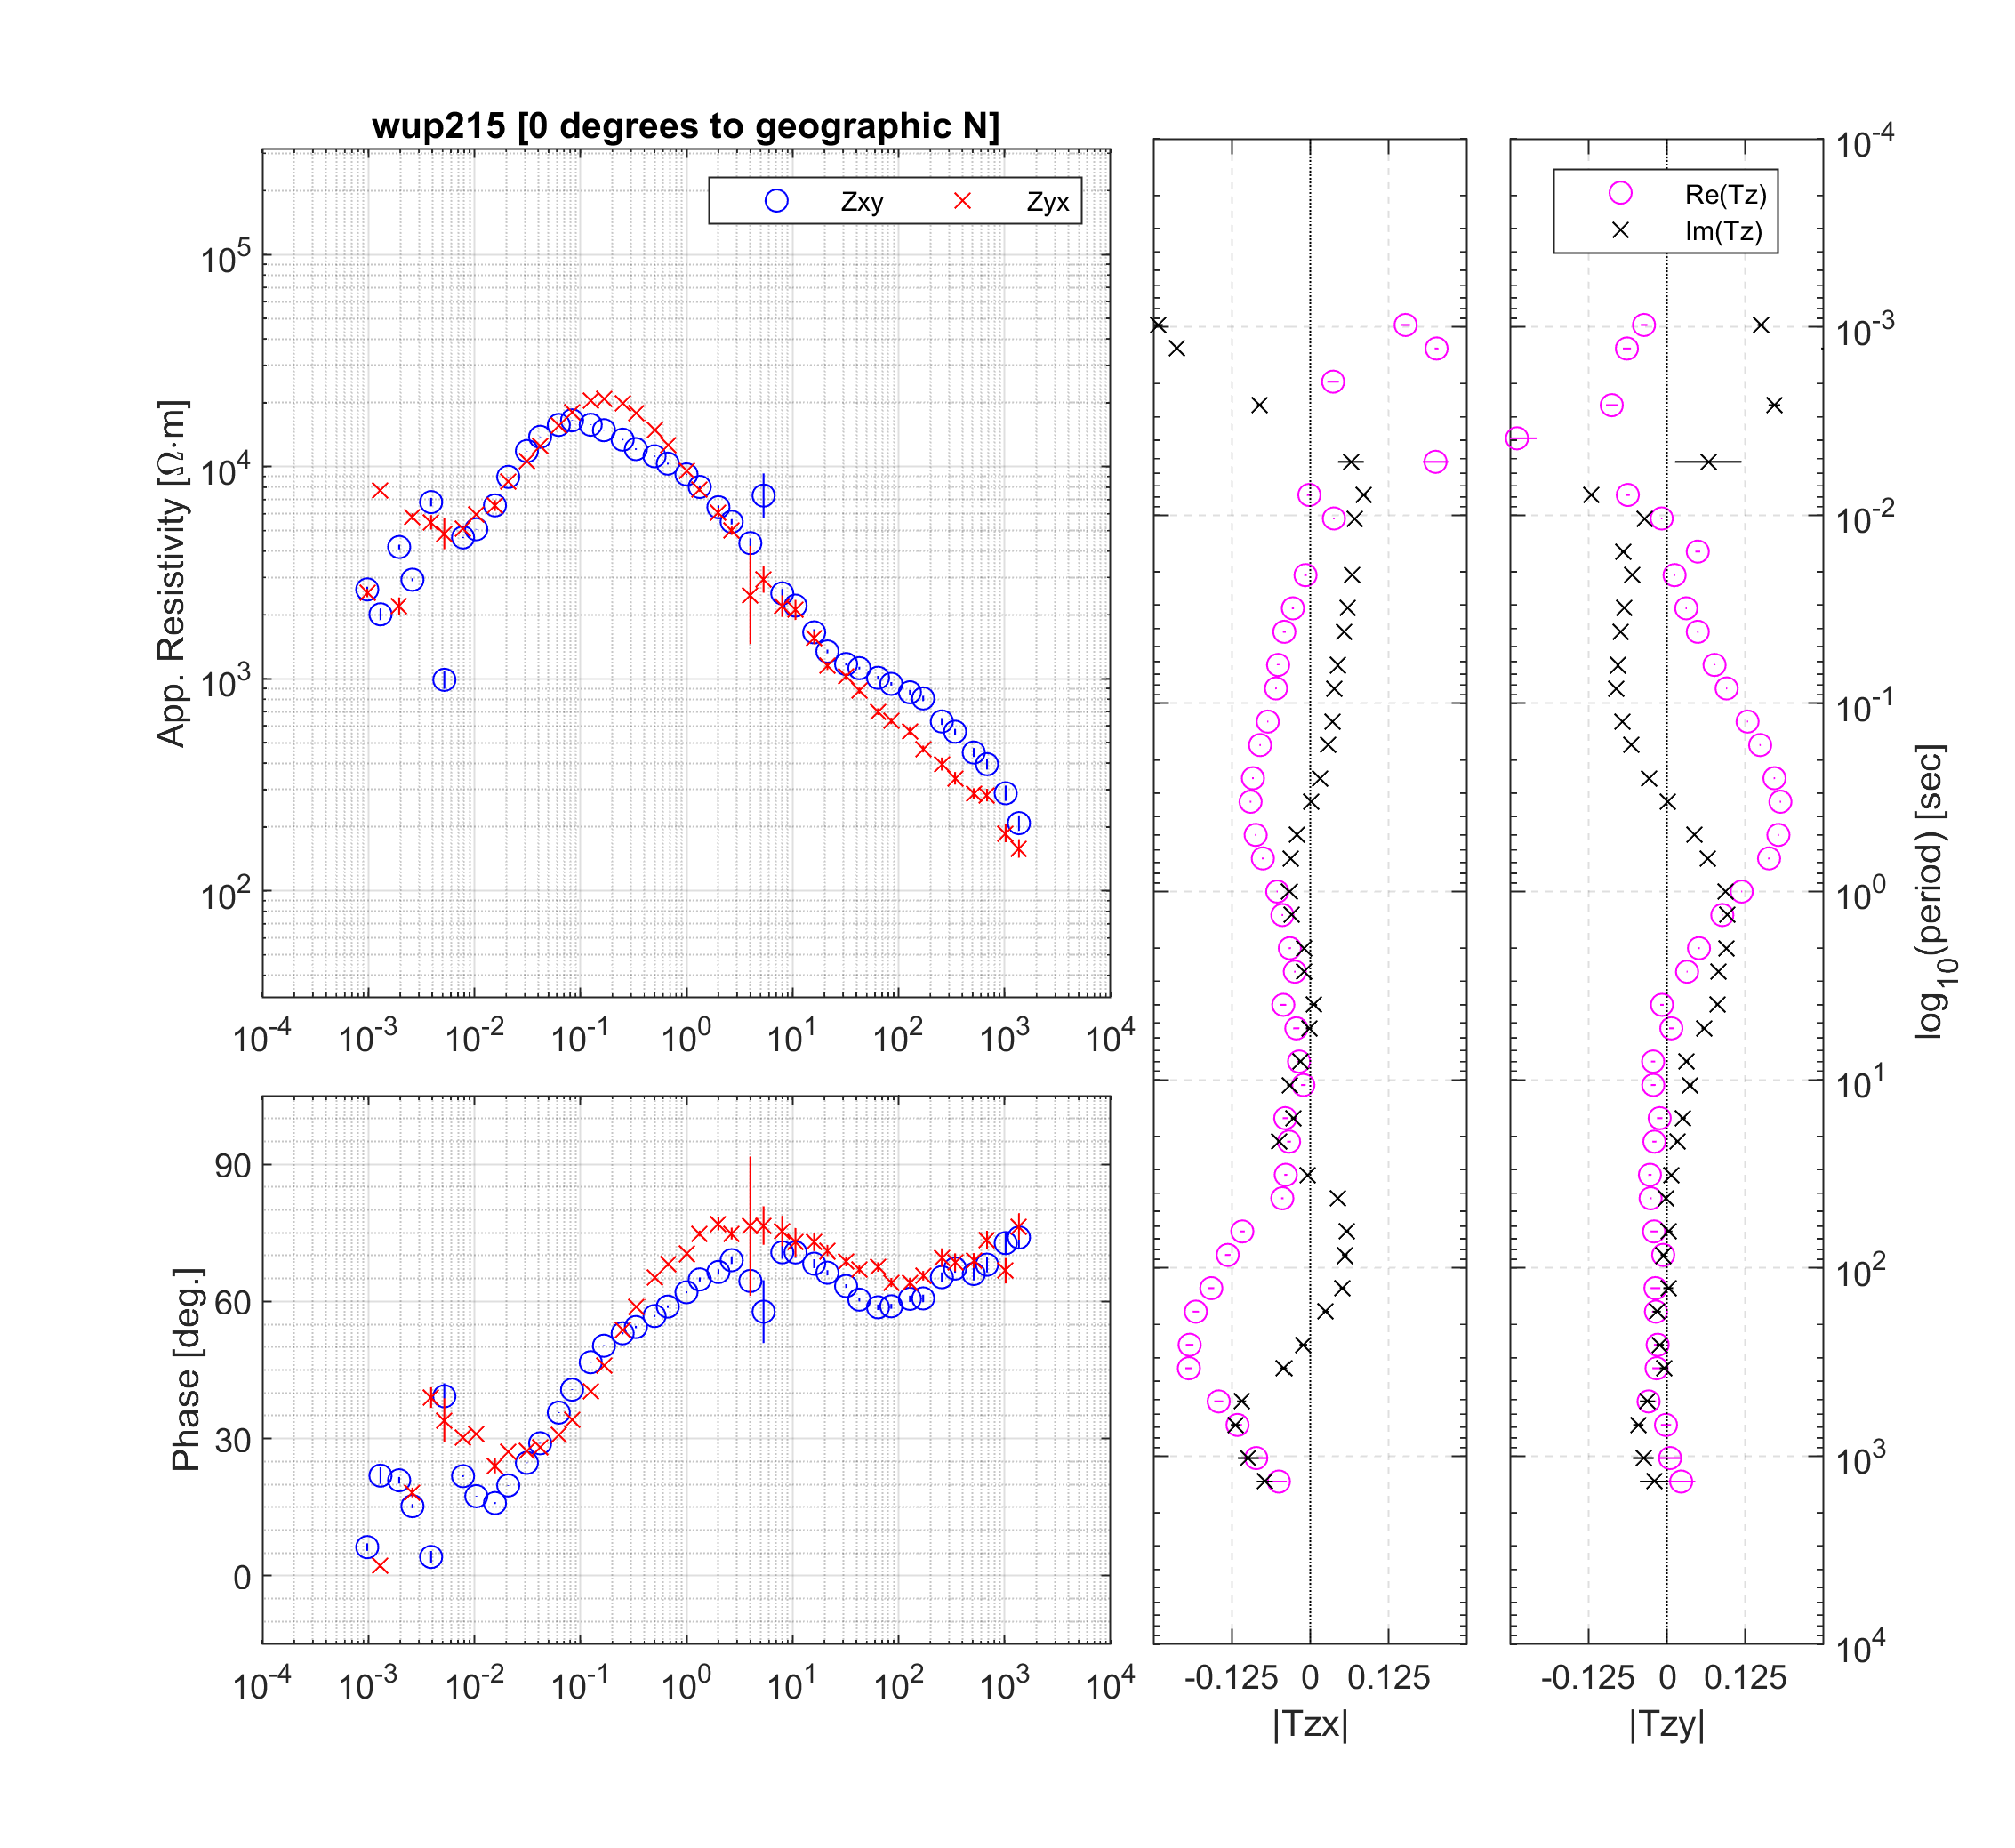 wup215 [0 degrees to geographic N]
Zxy Zyx
App. Resistivity [Ω·m]
10^5
10^4
10^3
10^2
10^-4 10^-3 10^-2 10^-1 10^0 10^1 10^2 10^3 10^4
Phase [deg.]
90
60
30
0
10^-4 10^-3 10^-2 10^-1 10^0 10^1 10^2 10^3 10^4
-0.125 0 0.125
|Tzx|
Re(Tz)
Im(Tz)
-0.125 0 0.125
|Tzy|
10^-4
10^-3
10^-2
10^-1
10^0
10^1
10^2
10^3
10^4
log10(period) [sec]